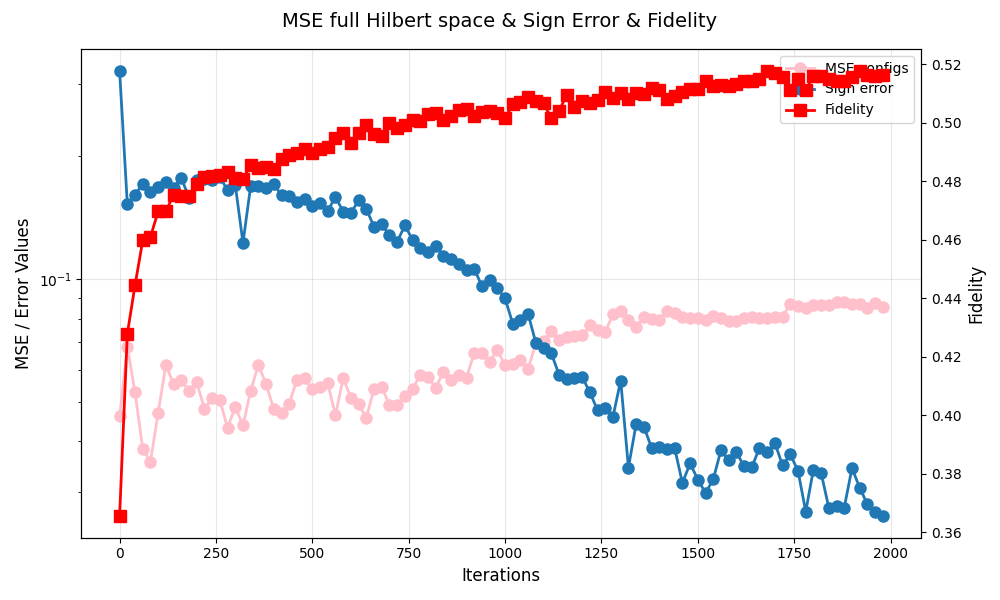 MSE full Hilbert space & Sign Error & Fidelity
MSE configs
Sign error
Fidelity
MSE / Error Values
10⁻¹
0.52
0.50
0.48
0.46
0.44
0.42
0.40
0.38
0.36
Fidelity
0 250 500 750 1000 1250 1500 1750 2000
Iterations